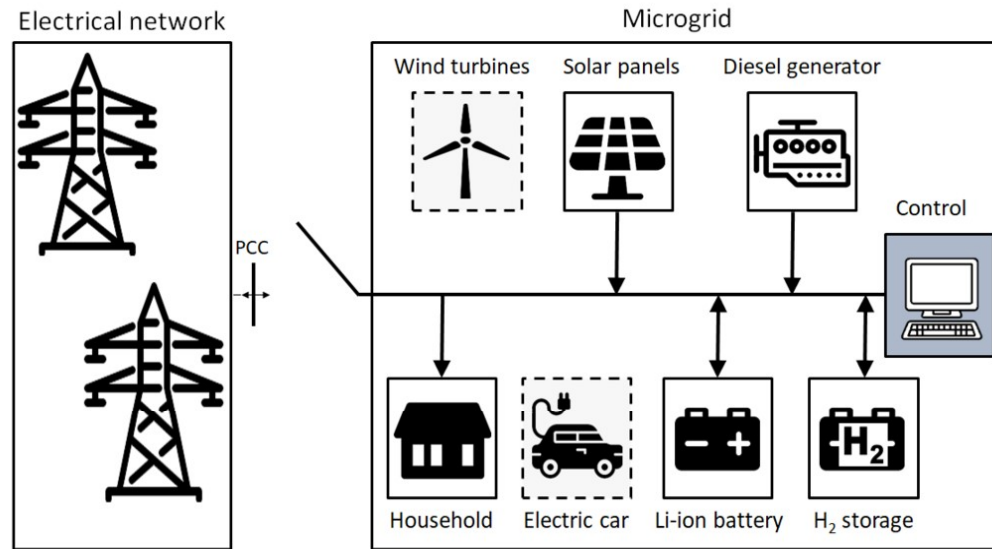 Electrical network
Microgrid
Wind turbines
Solar panels
Diesel generator
Control
PCC
H₂
Household
Electric car
Li-ion battery
H₂ storage